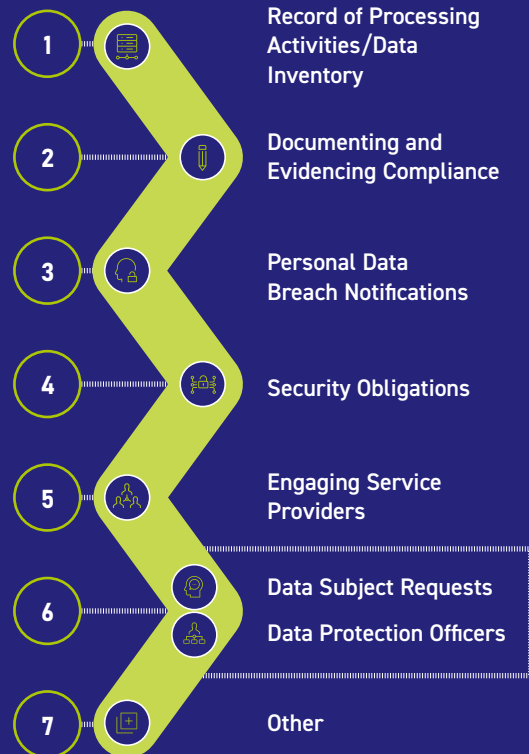 1
Record of Processing
Activities/Data
Inventory
2
Documenting and
Evidencing Compliance
3
Personal Data
Breach Notifications
4
Security Obligations
5
Engaging Service
Providers
6
Data Subject Requests
Data Protection Officers
7
Other